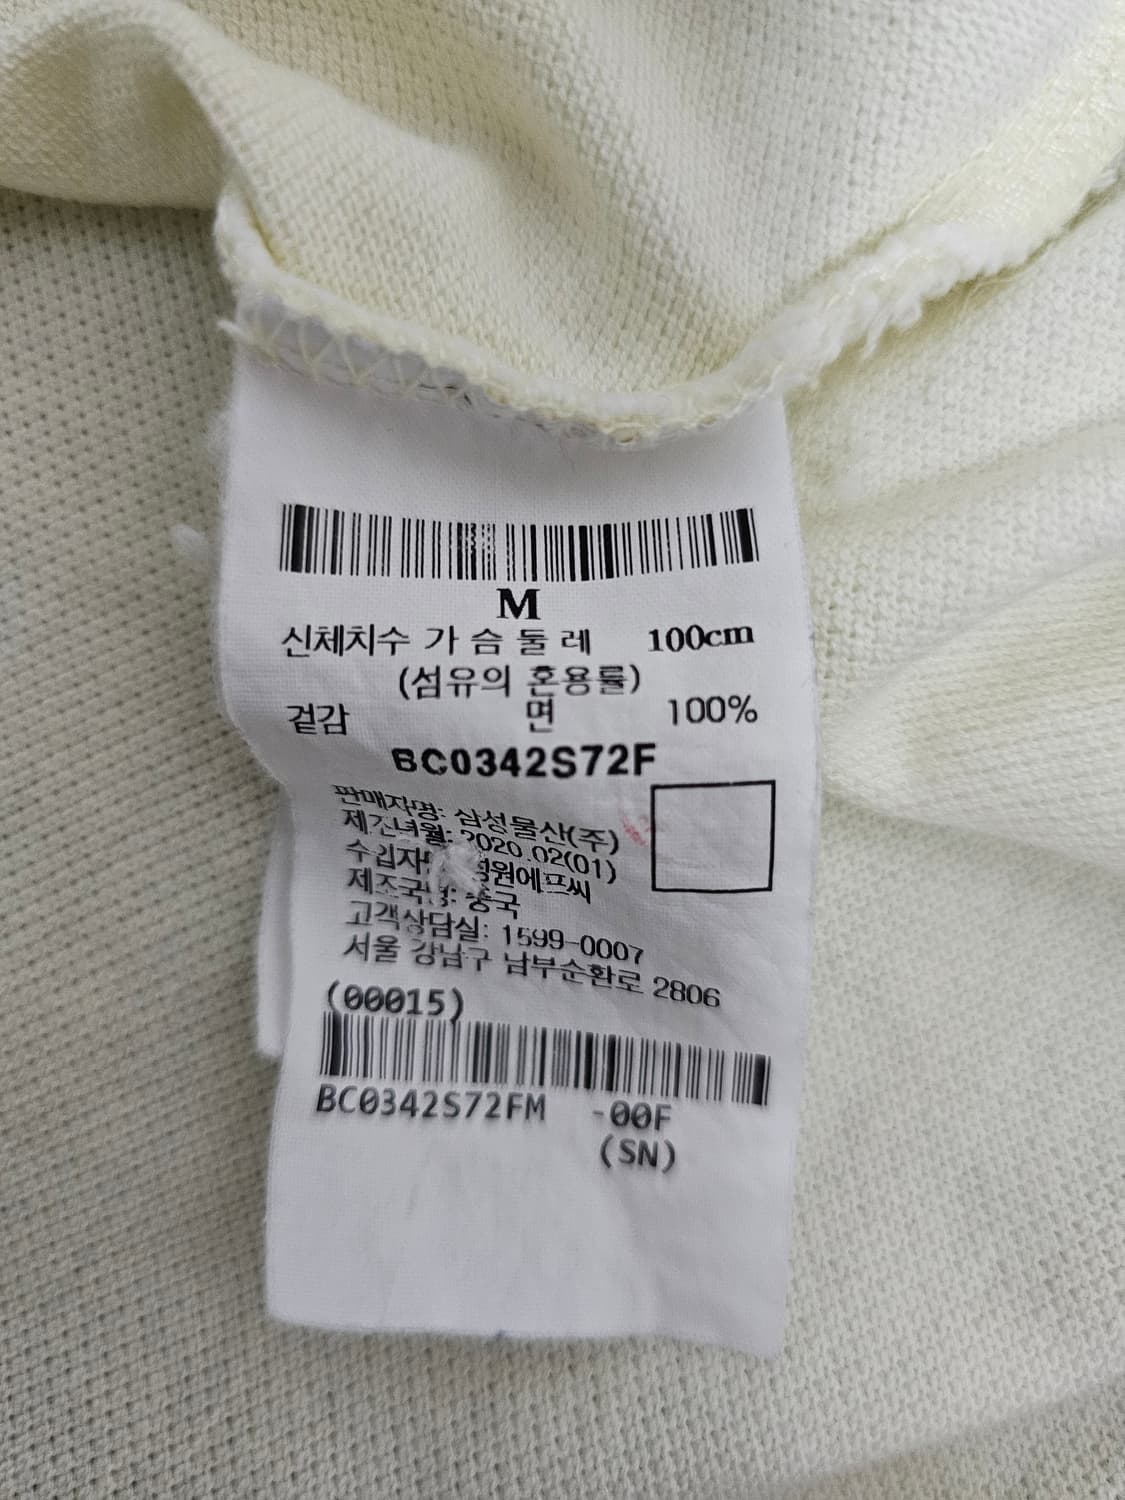 M
신체치수 가 슴 둘 레 100cm
(섬유의 혼용률)
겉감 면 100%
BC0342S72F
판매자명: 삼성물산(주)
제조년월: 2020.02(01)
제조국명: 중국
고객상담실: 1599-0007
서울 강남구 남부순환로 2806
(00015)
BC0342S72FM -00F
(SN)